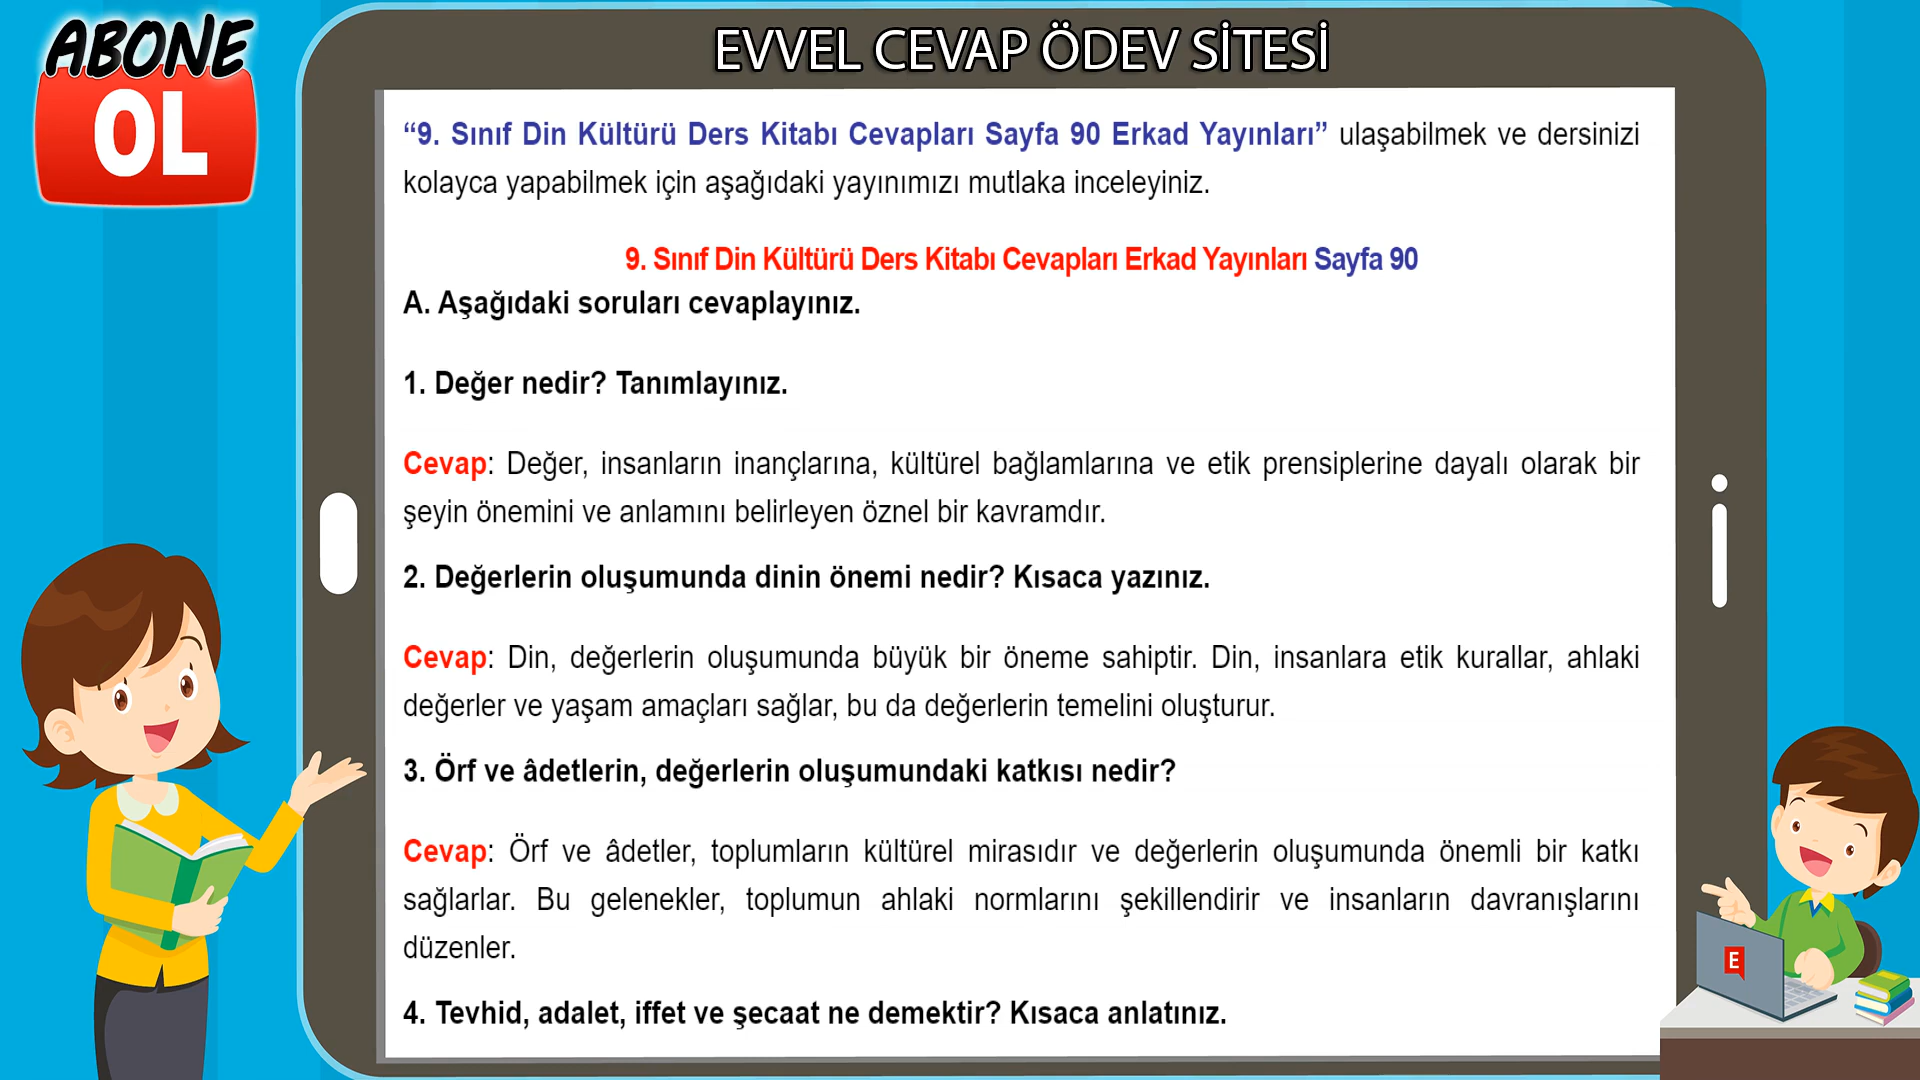 ABONE
OL
EVVEL CEVAP ÖDEV SİTESİ
“9. Sınıf Din Kültürü Ders Kitabı Cevapları Sayfa 90 Erkad Yayınları” ulaşabilmek ve dersinizi
kolayca yapabilmek için aşağıdaki yayınımızı mutlaka inceleyiniz.
9. Sınıf Din Kültürü Ders Kitabı Cevapları Erkad Yayınları Sayfa 90
A. Aşağıdaki soruları cevaplayınız.
1. Değer nedir? Tanımlayınız.
Cevap: Değer, insanların inançlarına, kültürel bağlamlarına ve etik prensiplerine dayalı olarak bir
şeyin önemini ve anlamını belirleyen öznel bir kavramdır.
2. Değerlerin oluşumunda dinin önemi nedir? Kısaca yazınız.
Cevap: Din, değerlerin oluşumunda büyük bir öneme sahiptir. Din, insanlara etik kurallar, ahlaki
değerler ve yaşam amaçları sağlar, bu da değerlerin temelini oluşturur.
3. Örf ve âdetlerin, değerlerin oluşumundaki katkısı nedir?
Cevap: Örf ve âdetler, toplumların kültürel mirasıdır ve değerlerin oluşumunda önemli bir katkı
sağlarlar. Bu gelenekler, toplumun ahlaki normlarını şekillendirir ve insanların davranışlarını
düzenler.
4. Tevhid, adalet, iffet ve şecaat ne demektir? Kısaca anlatınız.
E